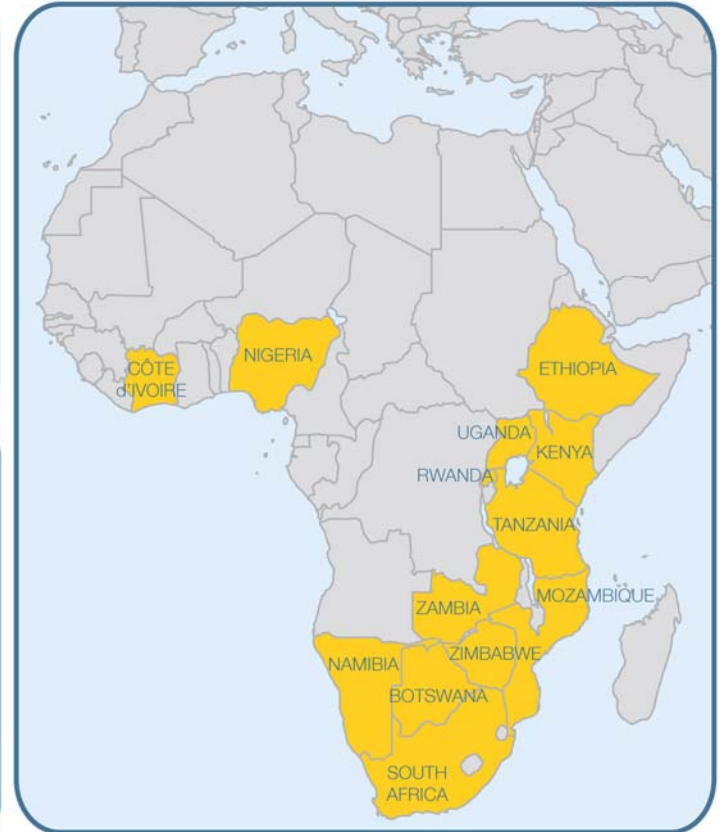 CÔTE
d'IVOIRE
NIGERIA
ETHIOPIA
UGANDA
KENYA
RWANDA
TANZANIA
MOZAMBIQUE
ZAMBIA
ZIMBABWE
NAMIBIA
BOTSWANA
SOUTH
AFRICA